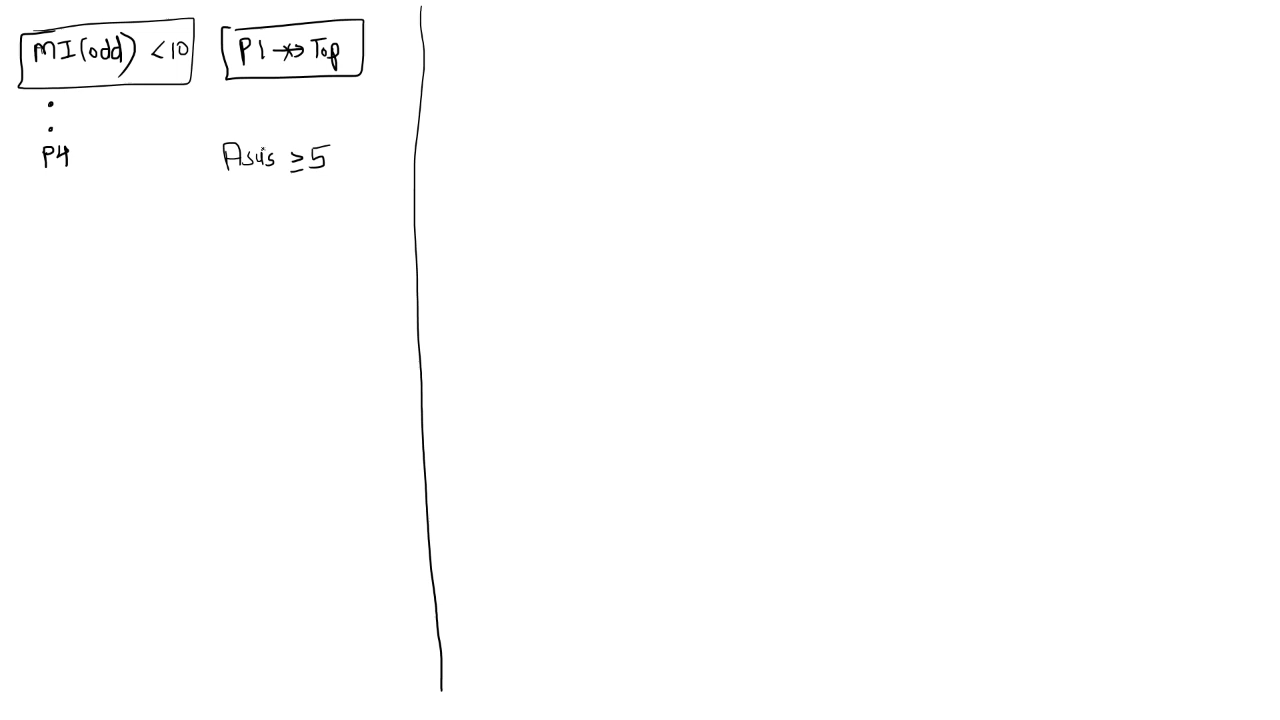 MI(odd) <10
P1 -x-> Top
:
P4
Asus ≥5